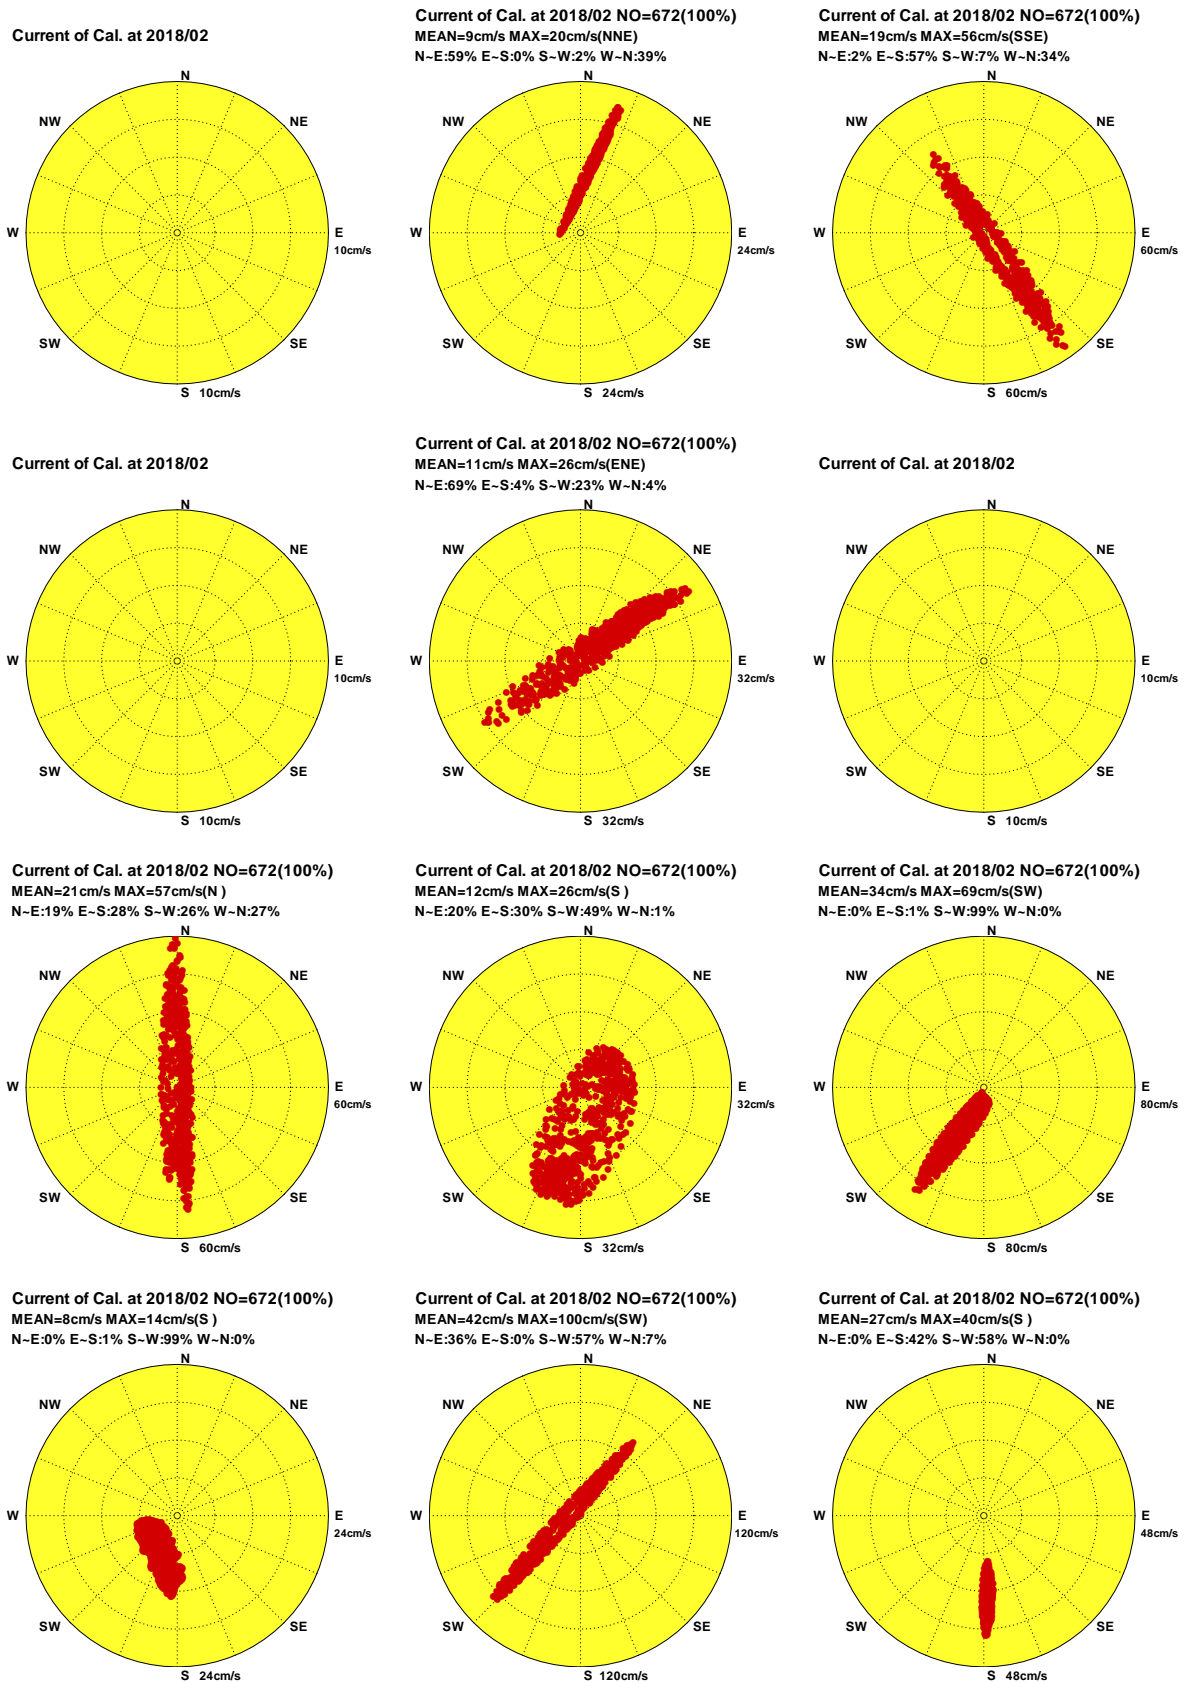 Current of Cal. at 2018/02
N
NW
NE
W
E
10cm/s
SW
SE
S 10cm/s
Current of Cal. at 2018/02 NO=672(100%)
MEAN=9cm/s MAX=20cm/s(NNE)
N~E:59% E~S:0% S~W:2% W~N:39%
N
NW
NE
W
E
24cm/s
SW
SE
S 24cm/s
Current of Cal. at 2018/02 NO=672(100%)
MEAN=19cm/s MAX=56cm/s(SSE)
N~E:2% E~S:57% S~W:7% W~N:34%
N
NW
NE
W
E
60cm/s
SW
SE
S 60cm/s
Current of Cal. at 2018/02
N
NW
NE
W
E
10cm/s
SW
SE
S 10cm/s
Current of Cal. at 2018/02 NO=672(100%)
MEAN=11cm/s MAX=26cm/s(ENE)
N~E:69% E~S:4% S~W:23% W~N:4%
N
NW
NE
W
E
32cm/s
SW
SE
S 32cm/s
Current of Cal. at 2018/02
N
NW
NE
W
E
10cm/s
SW
SE
S 10cm/s
Current of Cal. at 2018/02 NO=672(100%)
MEAN=21cm/s MAX=57cm/s(N )
N~E:19% E~S:28% S~W:26% W~N:27%
N
NW
NE
W
E
60cm/s
SW
SE
S 60cm/s
Current of Cal. at 2018/02 NO=672(100%)
MEAN=12cm/s MAX=26cm/s(S )
N~E:20% E~S:30% S~W:49% W~N:1%
N
NW
NE
W
E
32cm/s
SW
SE
S 32cm/s
Current of Cal. at 2018/02 NO=672(100%)
MEAN=34cm/s MAX=69cm/s(SW)
N~E:0% E~S:1% S~W:99% W~N:0%
N
NW
NE
W
E
80cm/s
SW
SE
S 80cm/s
Current of Cal. at 2018/02 NO=672(100%)
MEAN=8cm/s MAX=14cm/s(S )
N~E:0% E~S:1% S~W:99% W~N:0%
N
NW
NE
W
E
24cm/s
SW
SE
S 24cm/s
Current of Cal. at 2018/02 NO=672(100%)
MEAN=42cm/s MAX=100cm/s(SW)
N~E:36% E~S:0% S~W:57% W~N:7%
N
NW
NE
W
E
120cm/s
SW
SE
S 120cm/s
Current of Cal. at 2018/02 NO=672(100%)
MEAN=27cm/s MAX=40cm/s(S )
N~E:0% E~S:42% S~W:58% W~N:0%
N
NW
NE
W
E
48cm/s
SW
SE
S 48cm/s